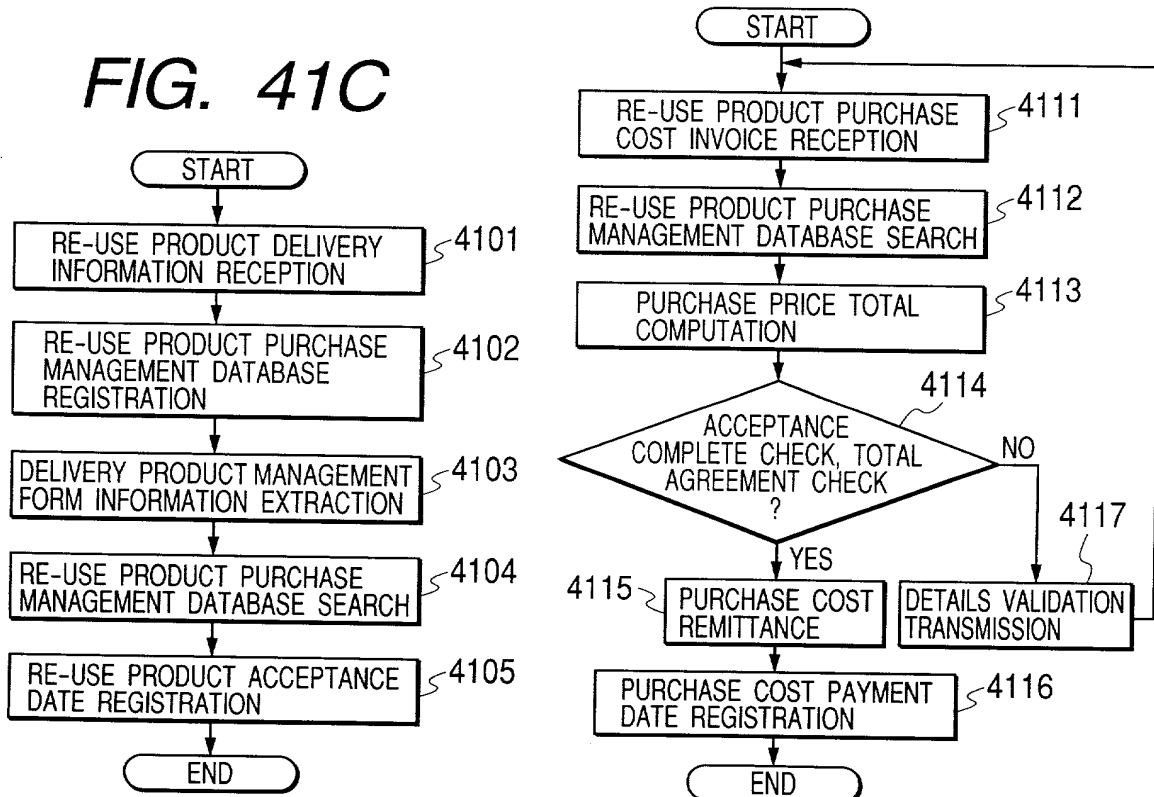 FIG. 41C
START
RE-USE PRODUCT DELIVERY
INFORMATION RECEPTION
4101
RE-USE PRODUCT PURCHASE
MANAGEMENT DATABASE
REGISTRATION
4102
DELIVERY PRODUCT MANAGEMENT
FORM INFORMATION EXTRACTION
4103
RE-USE PRODUCT PURCHASE
MANAGEMENT DATABASE SEARCH
4104
RE-USE PRODUCT ACCEPTANCE
DATE REGISTRATION
4105
END
START
RE-USE PRODUCT PURCHASE
COST INVOICE RECEPTION
4111
RE-USE PRODUCT PURCHASE
MANAGEMENT DATABASE SEARCH
4112
PURCHASE PRICE TOTAL
COMPUTATION
4113
ACCEPTANCE
COMPLETE CHECK, TOTAL
AGREEMENT CHECK
?
4114
NO
YES
4115
PURCHASE COST
REMITTANCE
4117
DETAILS VALIDATION
TRANSMISSION
PURCHASE COST PAYMENT
DATE REGISTRATION
4116
END